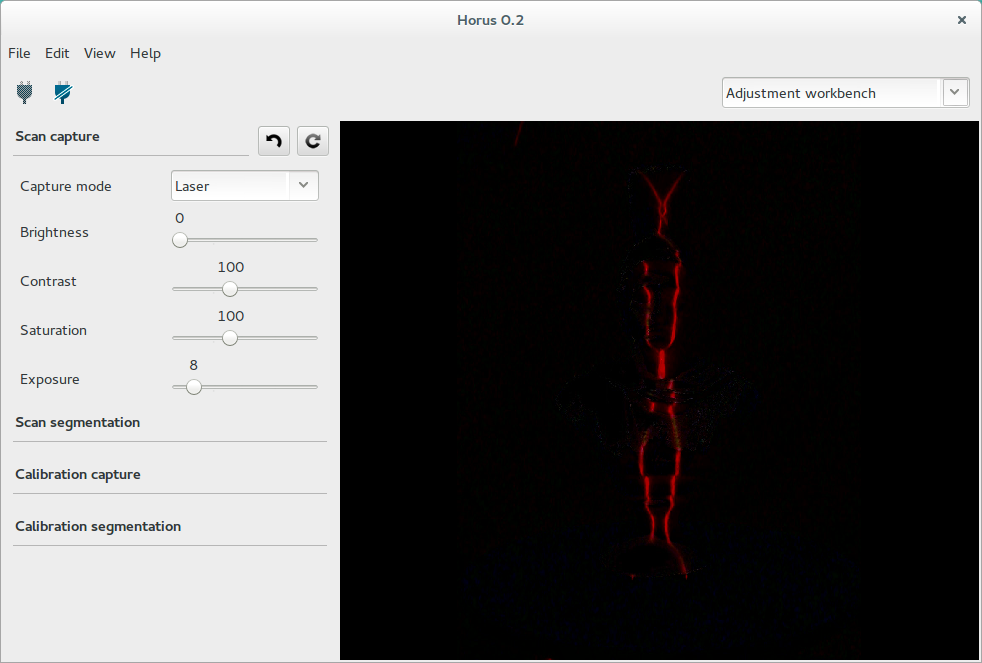 Horus 0.2
File Edit View Help
Adjustment workbench
Scan capture
Capture mode Laser
0
Brightness
100
Contrast
100
Saturation
8
Exposure
Scan segmentation
Calibration capture
Calibration segmentation